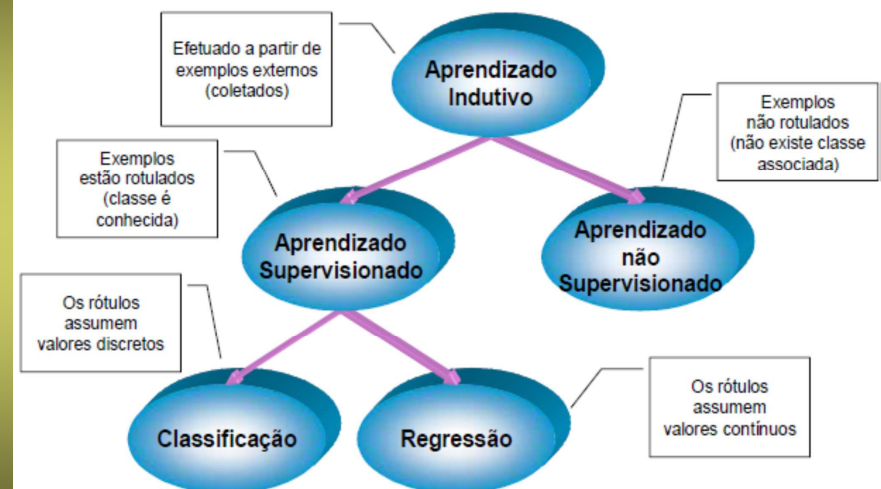 Efetuado a partir de
exemplos externos
(coletados)
Aprendizado
Indutivo
Exemplos
não rotulados
(não existe classe
associada)
Exemplos
estão rotulados
(classe é
conhecida)
Aprendizado
Supervisionado
Aprendizado
não
Supervisionado
Os rótulos
assumem
valores discretos
Classificação
Regressão
Os rótulos
assumem
valores contínuos